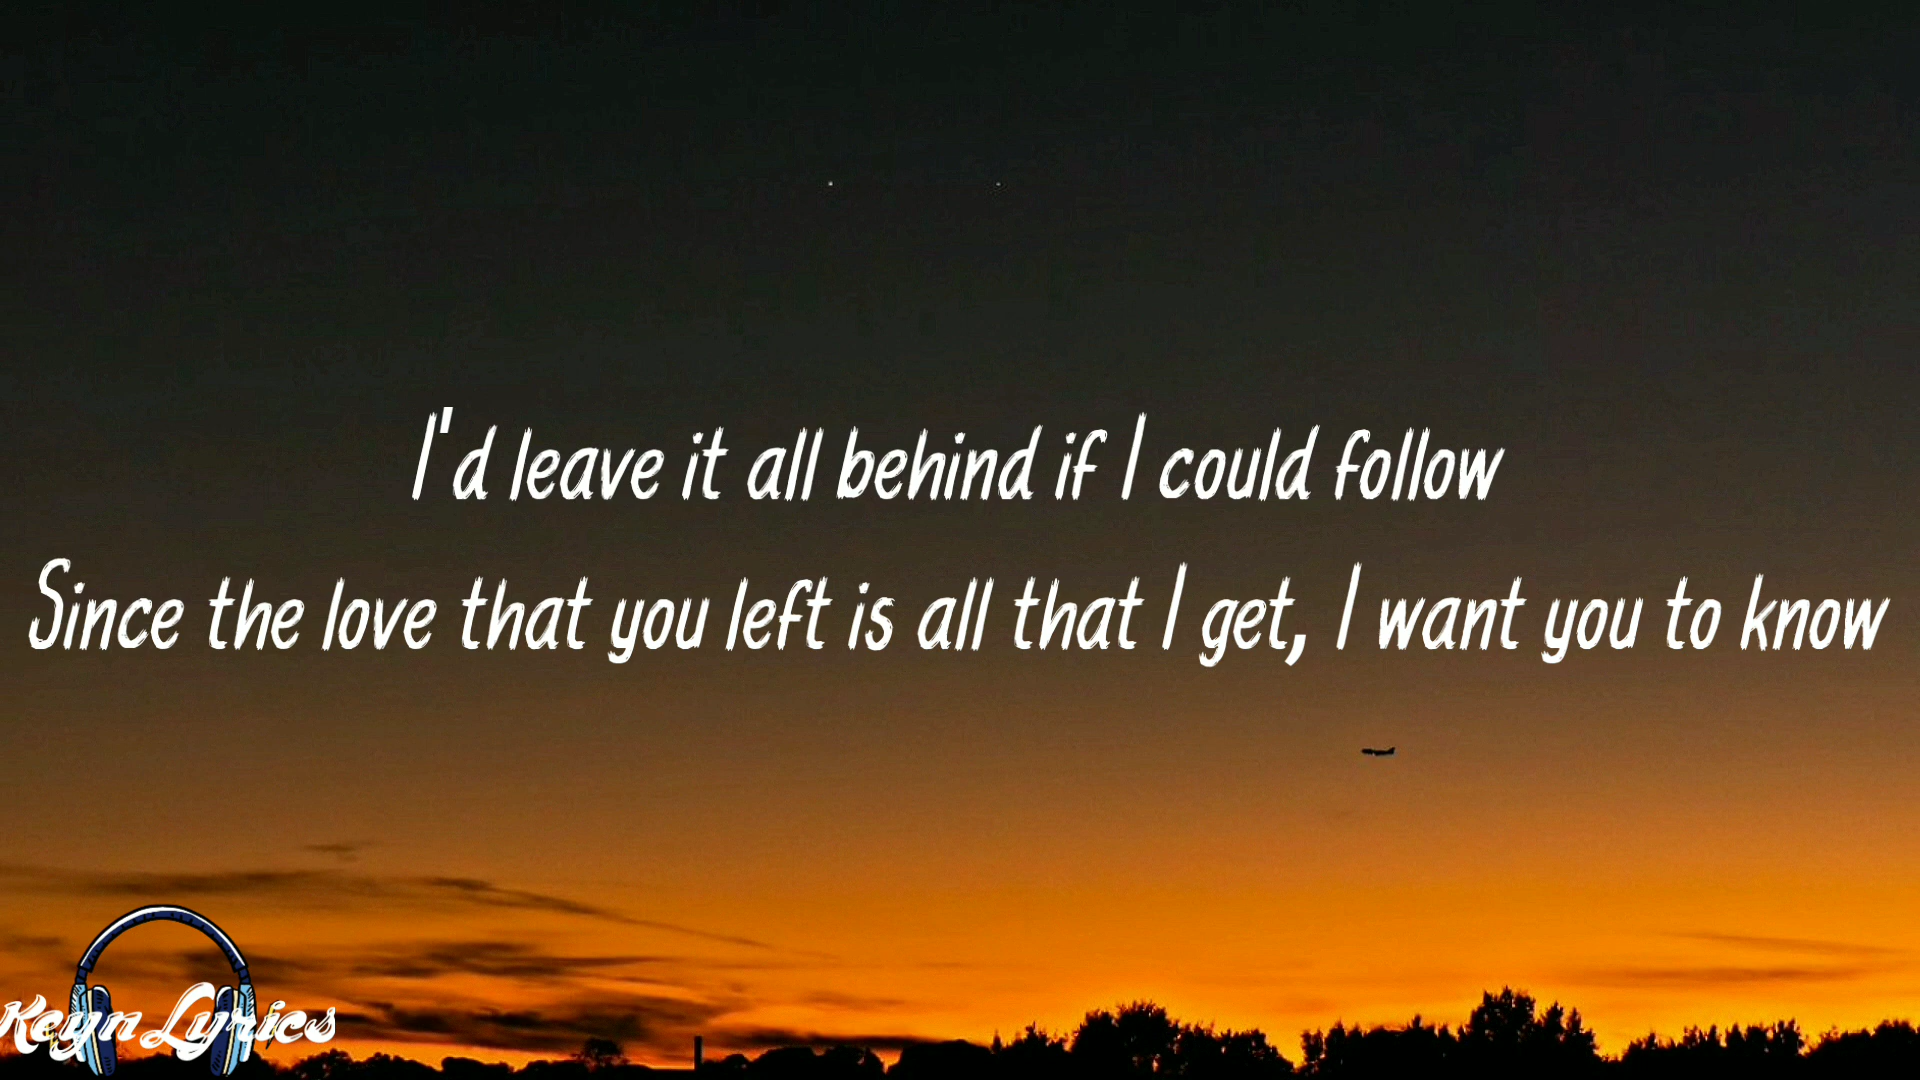 I'd leave it all behind if I could follow
Since the love that you left is all that I get, I want you to know
Keyn Lyrics